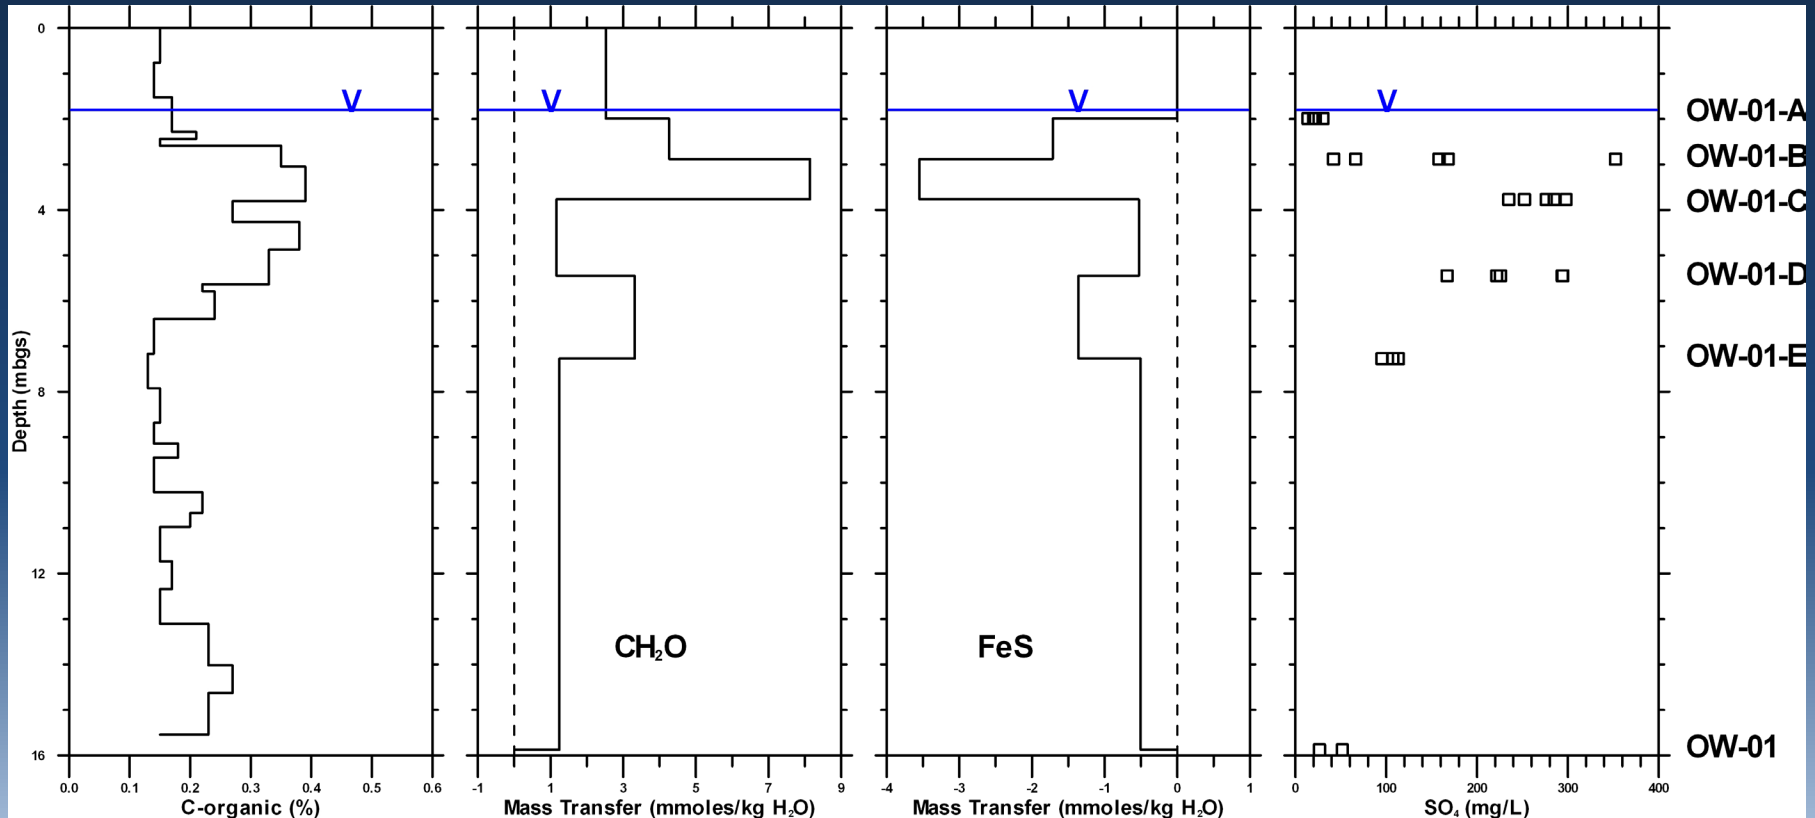 0
4
8
12
16
Depth (mbgs)
V
V
V
V
CH₂O
FeS
OW-01-A
OW-01-B
OW-01-C
OW-01-D
OW-01-E
OW-01
0.0 0.1 0.2 0.3 0.4 0.5 0.6
C-organic (%)
-1 1 3 5 7 9
Mass Transfer (mmoles/kg H₂O)
-4 -3 -2 -1 0 1
Mass Transfer (mmoles/kg H₂O)
0 100 200 300 400
SO₄ (mg/L)